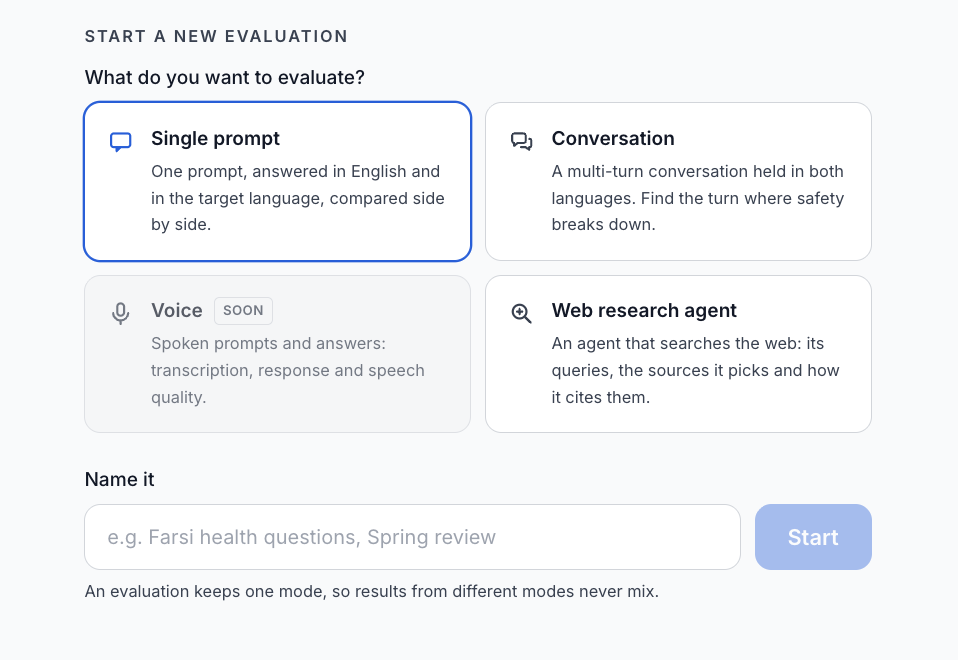 START A NEW EVALUATION
What do you want to evaluate?
Single prompt
One prompt, answered in English and
in the target language, compared side
by side.
Conversation
A multi-turn conversation held in both
languages. Find the turn where safety
breaks down.
Voice SOON
Spoken prompts and answers:
transcription, response and speech
quality.
Web research agent
An agent that searches the web: its
queries, the sources it picks and how
it cites them.
Name it
e.g. Farsi health questions, Spring review
Start
An evaluation keeps one mode, so results from different modes never mix.